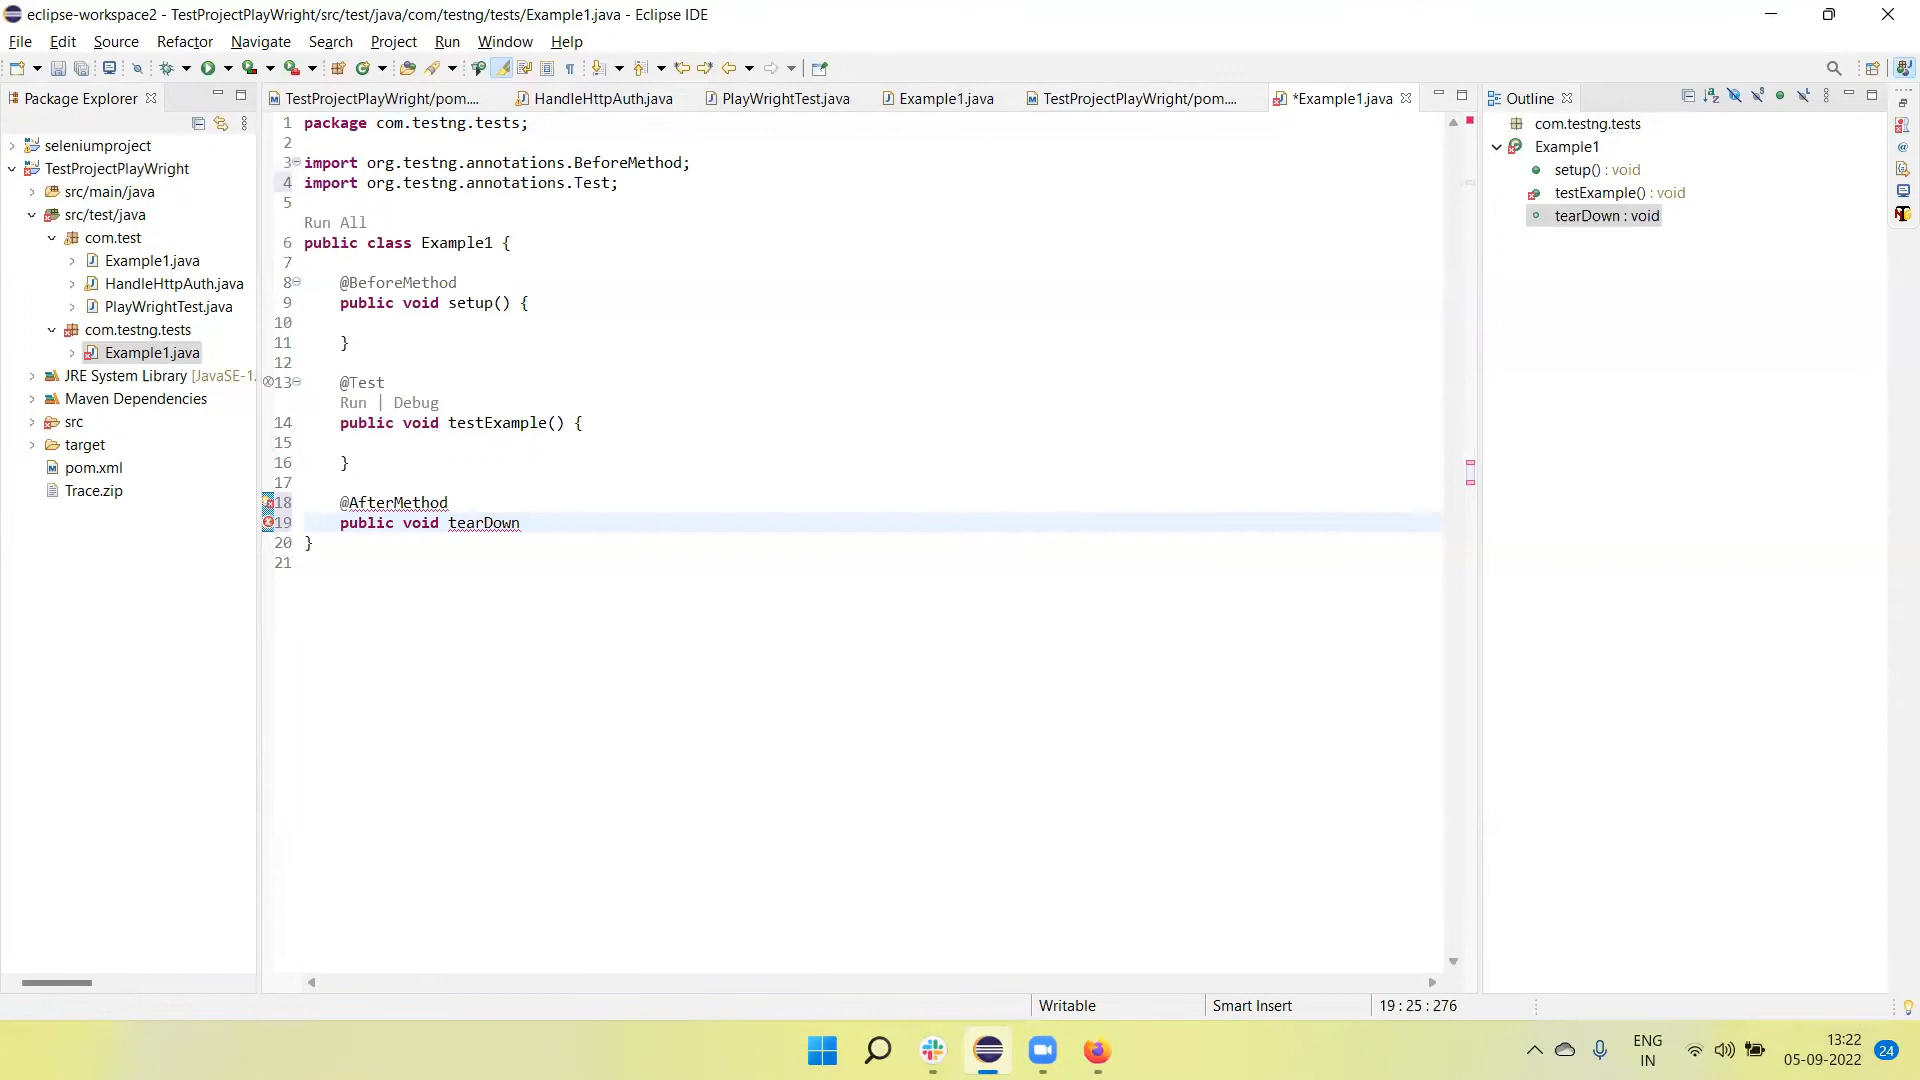 eclipse-workspace2 - TestProjectPlayWright/src/test/java/com/testng/tests/Example1.java - Eclipse IDE
File Edit Source Refactor Navigate Search Project Run Window Help
Package Explorer
TestProjectPlayWright/pom.... HandleHttpAuth.java PlayWrightTest.java Example1.java TestProjectPlayWright/pom.... *Example1.java
Outline
seleniumproject
TestProjectPlayWright
src/main/java
src/test/java
com.test
Example1.java
HandleHttpAuth.java
PlayWrightTest.java
com.testng.tests
Example1.java
JRE System Library [JavaSE-1.
Maven Dependencies
src
target
pom.xml
Trace.zip
1 package com.testng.tests;
2
3 import org.testng.annotations.BeforeMethod;
4 import org.testng.annotations.Test;
5
Run All
6 public class Example1 {
7
8 @BeforeMethod
9 public void setup() {
10
11 }
12
13 @Test
Run | Debug
14 public void testExample() {
15
16 }
17
18 @AfterMethod
19 public void tearDown
20 }
21
com.testng.tests
Example1
setup() : void
testExample() : void
tearDown : void
Writable Smart Insert 19 : 25 : 276
ENG
IN
13:22
05-09-2022
24